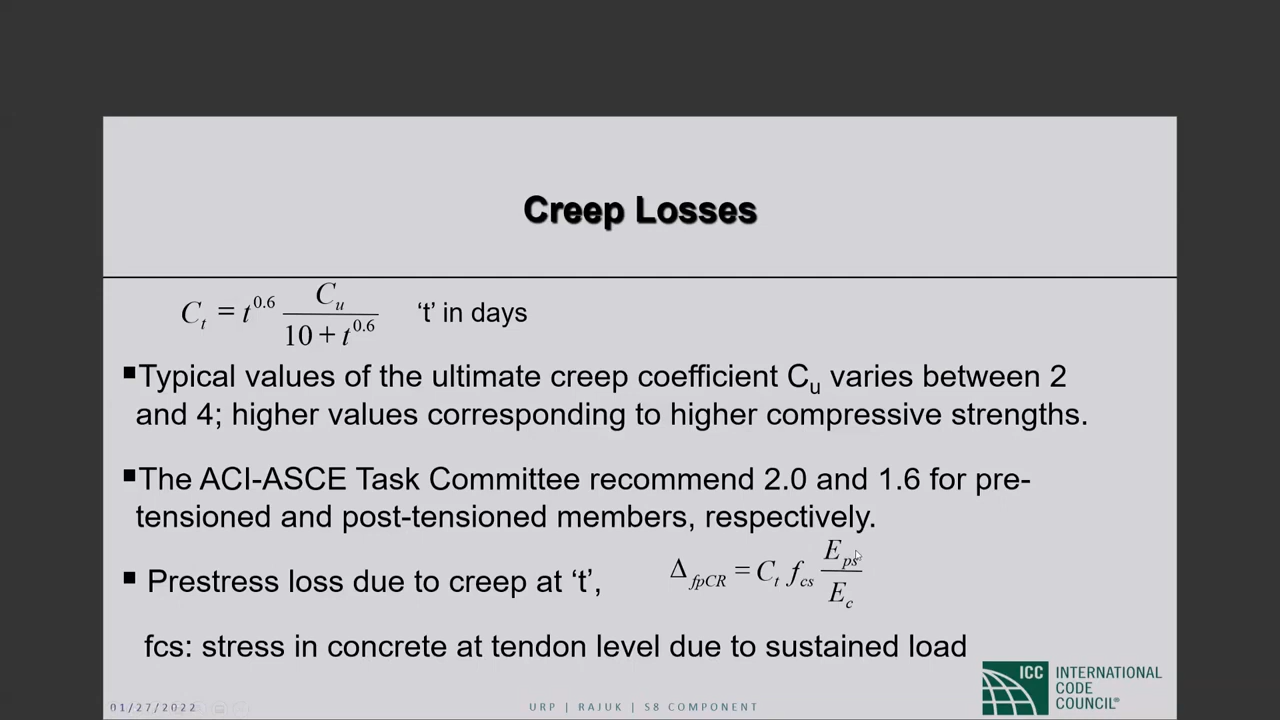 Creep Losses
C_t = t^0.6 C_u / (10 + t^0.6) ‘t’ in days
▪Typical values of the ultimate creep coefficient C_u varies between 2
and 4; higher values corresponding to higher compressive strengths.
▪The ACI-ASCE Task Committee recommend 2.0 and 1.6 for pre-
tensioned and post-tensioned members, respectively.
▪ Prestress loss due to creep at ‘t’, Δ_fpCR = C_t f_cs E_ps / E_c
fcs: stress in concrete at tendon level due to sustained load
ICC INTERNATIONAL
CODE
COUNCIL®
01/27/2022 URP | RAJUK | S8 COMPONENT